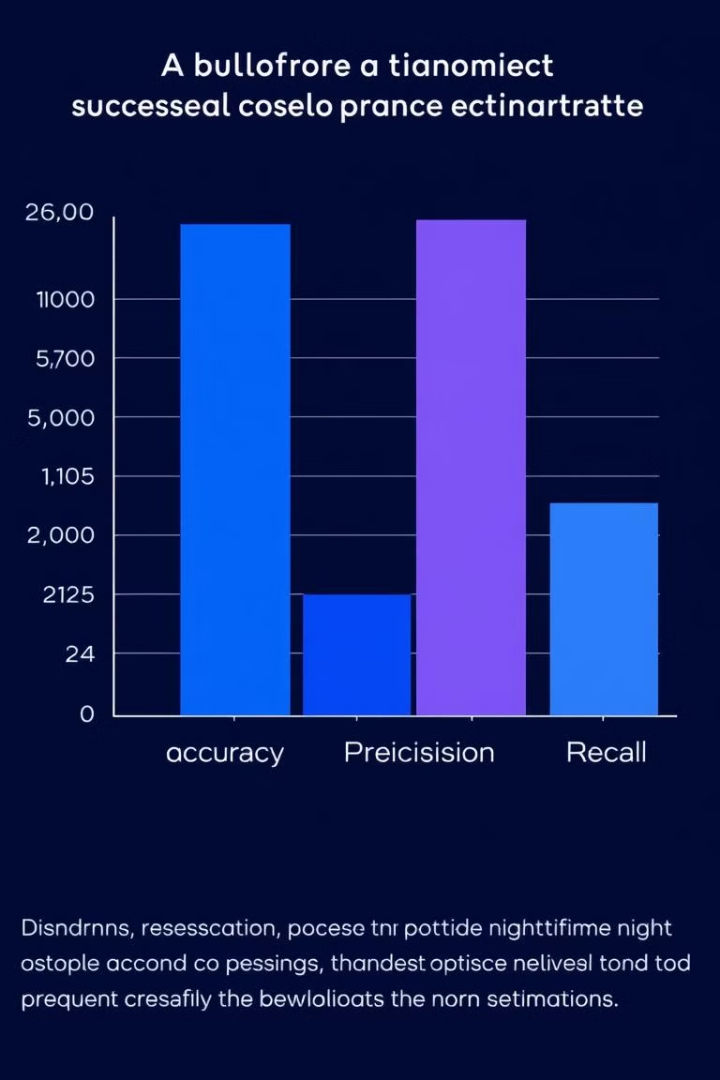 A bullofrore a tianomiect
successeal coselo prance ectinartratte
26,00
11000
5,700
5,000
1,105
2,000
2125
24
0
accuracy Preicisision Recall
Disndrnns, resesscation, pocese tnr pottide nighttifirme night
ostople accond co pessings, thandest optisce nelivesl tond tod
prequent cresafily the bewlolioats the norn setimations.